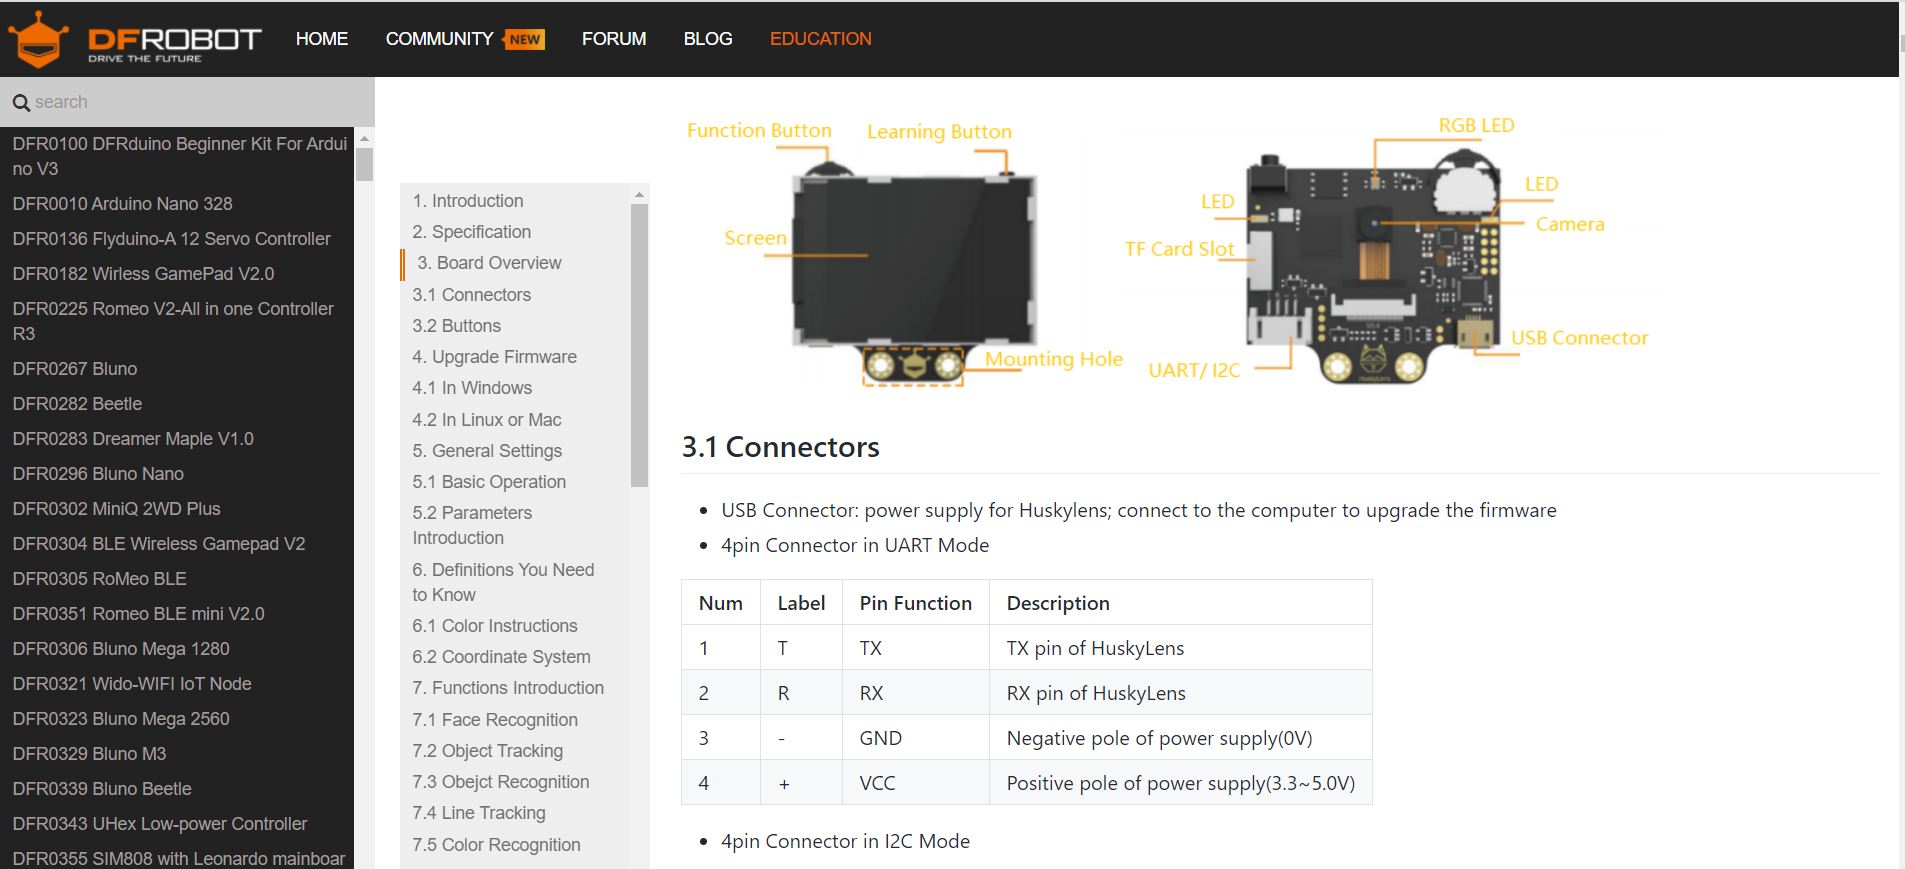 DFROBOT
DRIVE THE FUTURE
HOME
COMMUNITY
NEW
FORUM
BLOG
EDUCATION
search
DFR0100 DFRduino Beginner Kit For Ardui
no V3
DFR0010 Arduino Nano 328
DFR0136 Flyduino-A 12 Servo Controller
DFR0182 Wirless GamePad V2.0
DFR0225 Romeo V2-All in one Controller
R3
DFR0267 Bluno
DFR0282 Beetle
DFR0283 Dreamer Maple V1.0
DFR0296 Bluno Nano
DFR0302 MiniQ 2WD Plus
DFR0304 BLE Wireless Gamepad V2
DFR0305 RoMeo BLE
DFR0351 Romeo BLE mini V2.0
DFR0306 Bluno Mega 1280
DFR0321 Wido-WIFI IoT Node
DFR0323 Bluno Mega 2560
DFR0329 Bluno M3
DFR0339 Bluno Beetle
DFR0343 UHex Low-power Controller
DFR0355 SIM808 with Leonardo mainboar
1. Introduction
2. Specification
3. Board Overview
3.1 Connectors
3.2 Buttons
4. Upgrade Firmware
4.1 In Windows
4.2 In Linux or Mac
5. General Settings
5.1 Basic Operation
5.2 Parameters
Introduction
6. Definitions You Need
to Know
6.1 Color Instructions
6.2 Coordinate System
7. Functions Introduction
7.1 Face Recognition
7.2 Object Tracking
7.3 Obejct Recognition
7.4 Line Tracking
7.5 Color Recognition
Function Button
Learning Button
Screen
Mounting Hole
RGB LED
LED
LED
Camera
TF Card Slot
USB Connector
UART/ I2C
HuskyLens
3.1 Connectors
• USB Connector: power supply for Huskylens; connect to the computer to upgrade the firmware
• 4pin Connector in UART Mode
Num Label Pin Function Description
1 T TX TX pin of HuskyLens
2 R RX RX pin of HuskyLens
3 - GND Negative pole of power supply(0V)
4 + VCC Positive pole of power supply(3.3~5.0V)
• 4pin Connector in I2C Mode